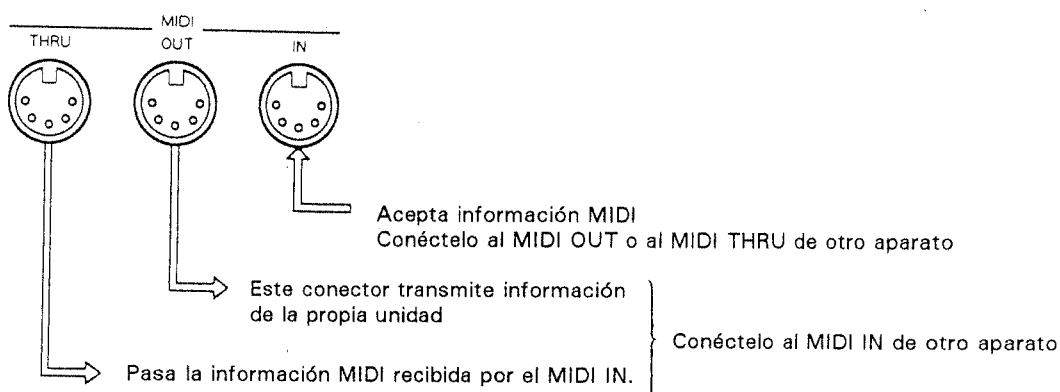 MIDI
THRU OUT IN
Acepta información MIDI
Conéctelo al MIDI OUT o al MIDI THRU de otro aparato
Este conector transmite información
de la propia unidad
Conéctelo al MIDI IN de otro aparato
Pasa la información MIDI recibida por el MIDI IN.